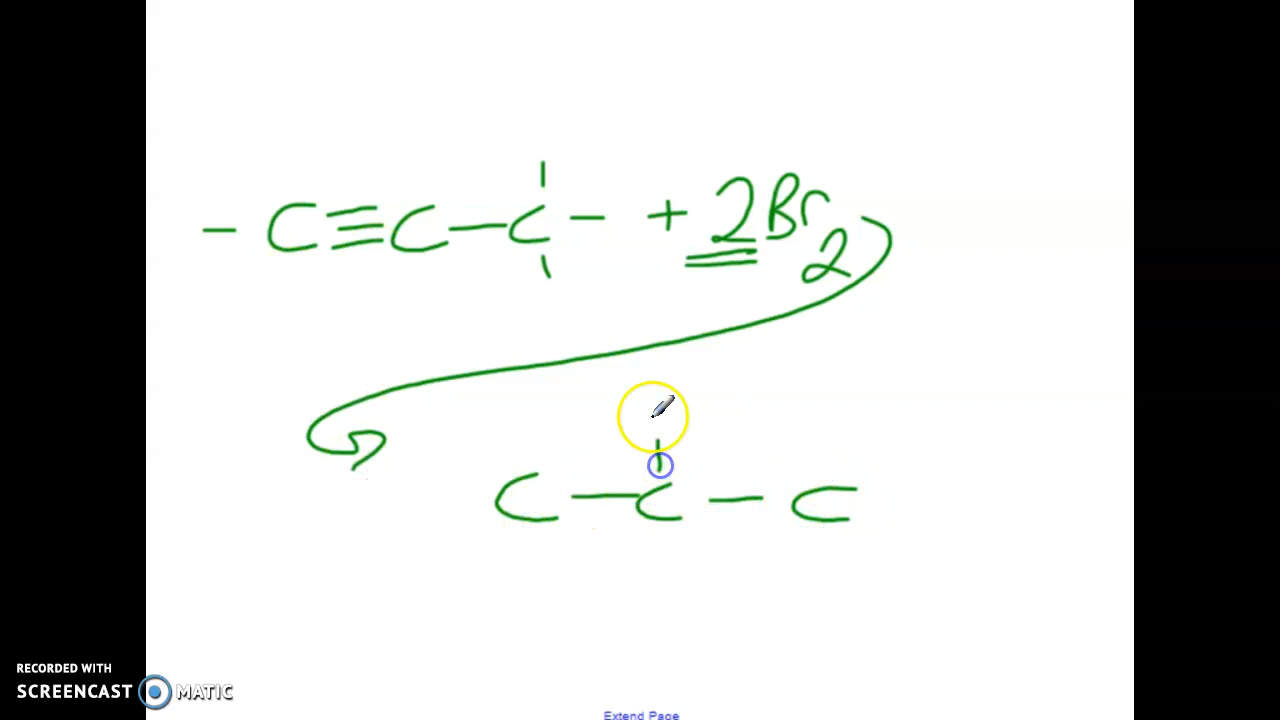 - C≡C-C- + 2Br2
C - C - C
RECORDED WITH
SCREENCAST MATIC
Extend Page